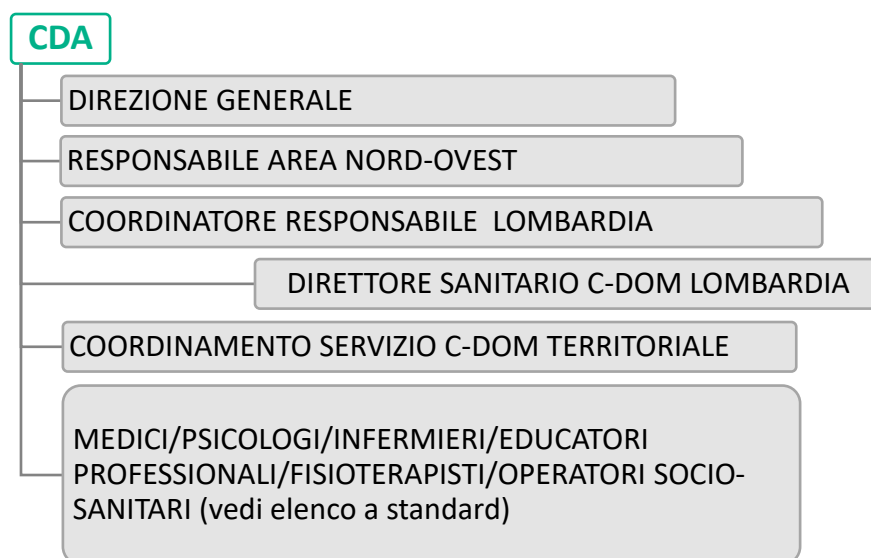 CDA
DIREZIONE GENERALE
RESPONSABILE AREA NORD-OVEST
COORDINATORE RESPONSABILE LOMBARDIA
DIRETTORE SANITARIO C-DOM LOMBARDIA
COORDINAMENTO SERVIZIO C-DOM TERRITORIALE
MEDICI/PSICOLOGI/INFERMIERI/EDUCATORI
PROFESSIONALI/FISIOTERAPISTI/OPERATORI SOCIO-
SANITARI (vedi elenco a standard)